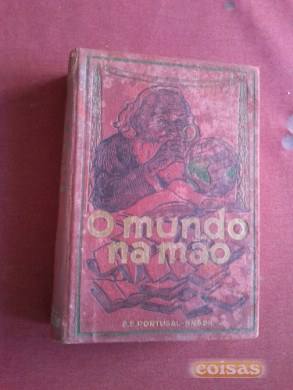 O mundo
na mão
S.E.PORTUGAL-BRASIL
coisas